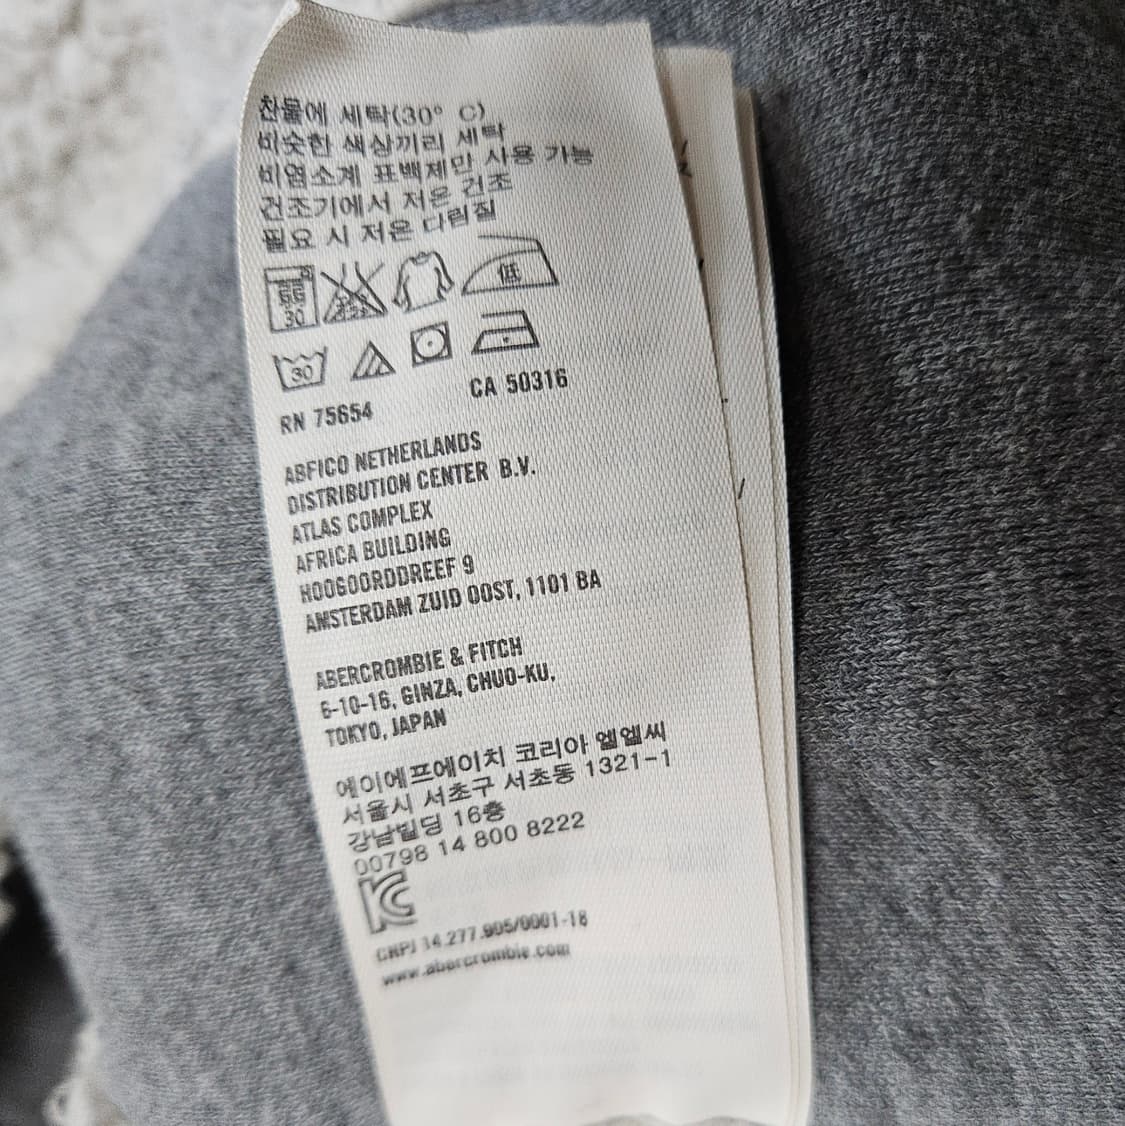 찬물에 세탁(30° C)
비슷한 색상끼리 세탁
비염소계 표백제만 사용 가능
건조기에서 저온 건조
필요 시 저온 다림질
30
低
30
RN 75654 CA 50316
ABFICO NETHERLANDS
DISTRIBUTION CENTER B.V.
ATLAS COMPLEX
AFRICA BUILDING
HOOGOORDDREEF 9
AMSTERDAM ZUID OOST, 1101 BA
ABERCROMBIE & FITCH
6-10-16, GINZA, CHUO-KU,
TOKYO, JAPAN
에이에프에이치 코리아 엘엘씨
서울시 서초구 서초동 1321-1
강남빌딩 16층
00798 14 800 8222
KC
CNPJ 14.277.905/0001-18
www.abercrombie.com